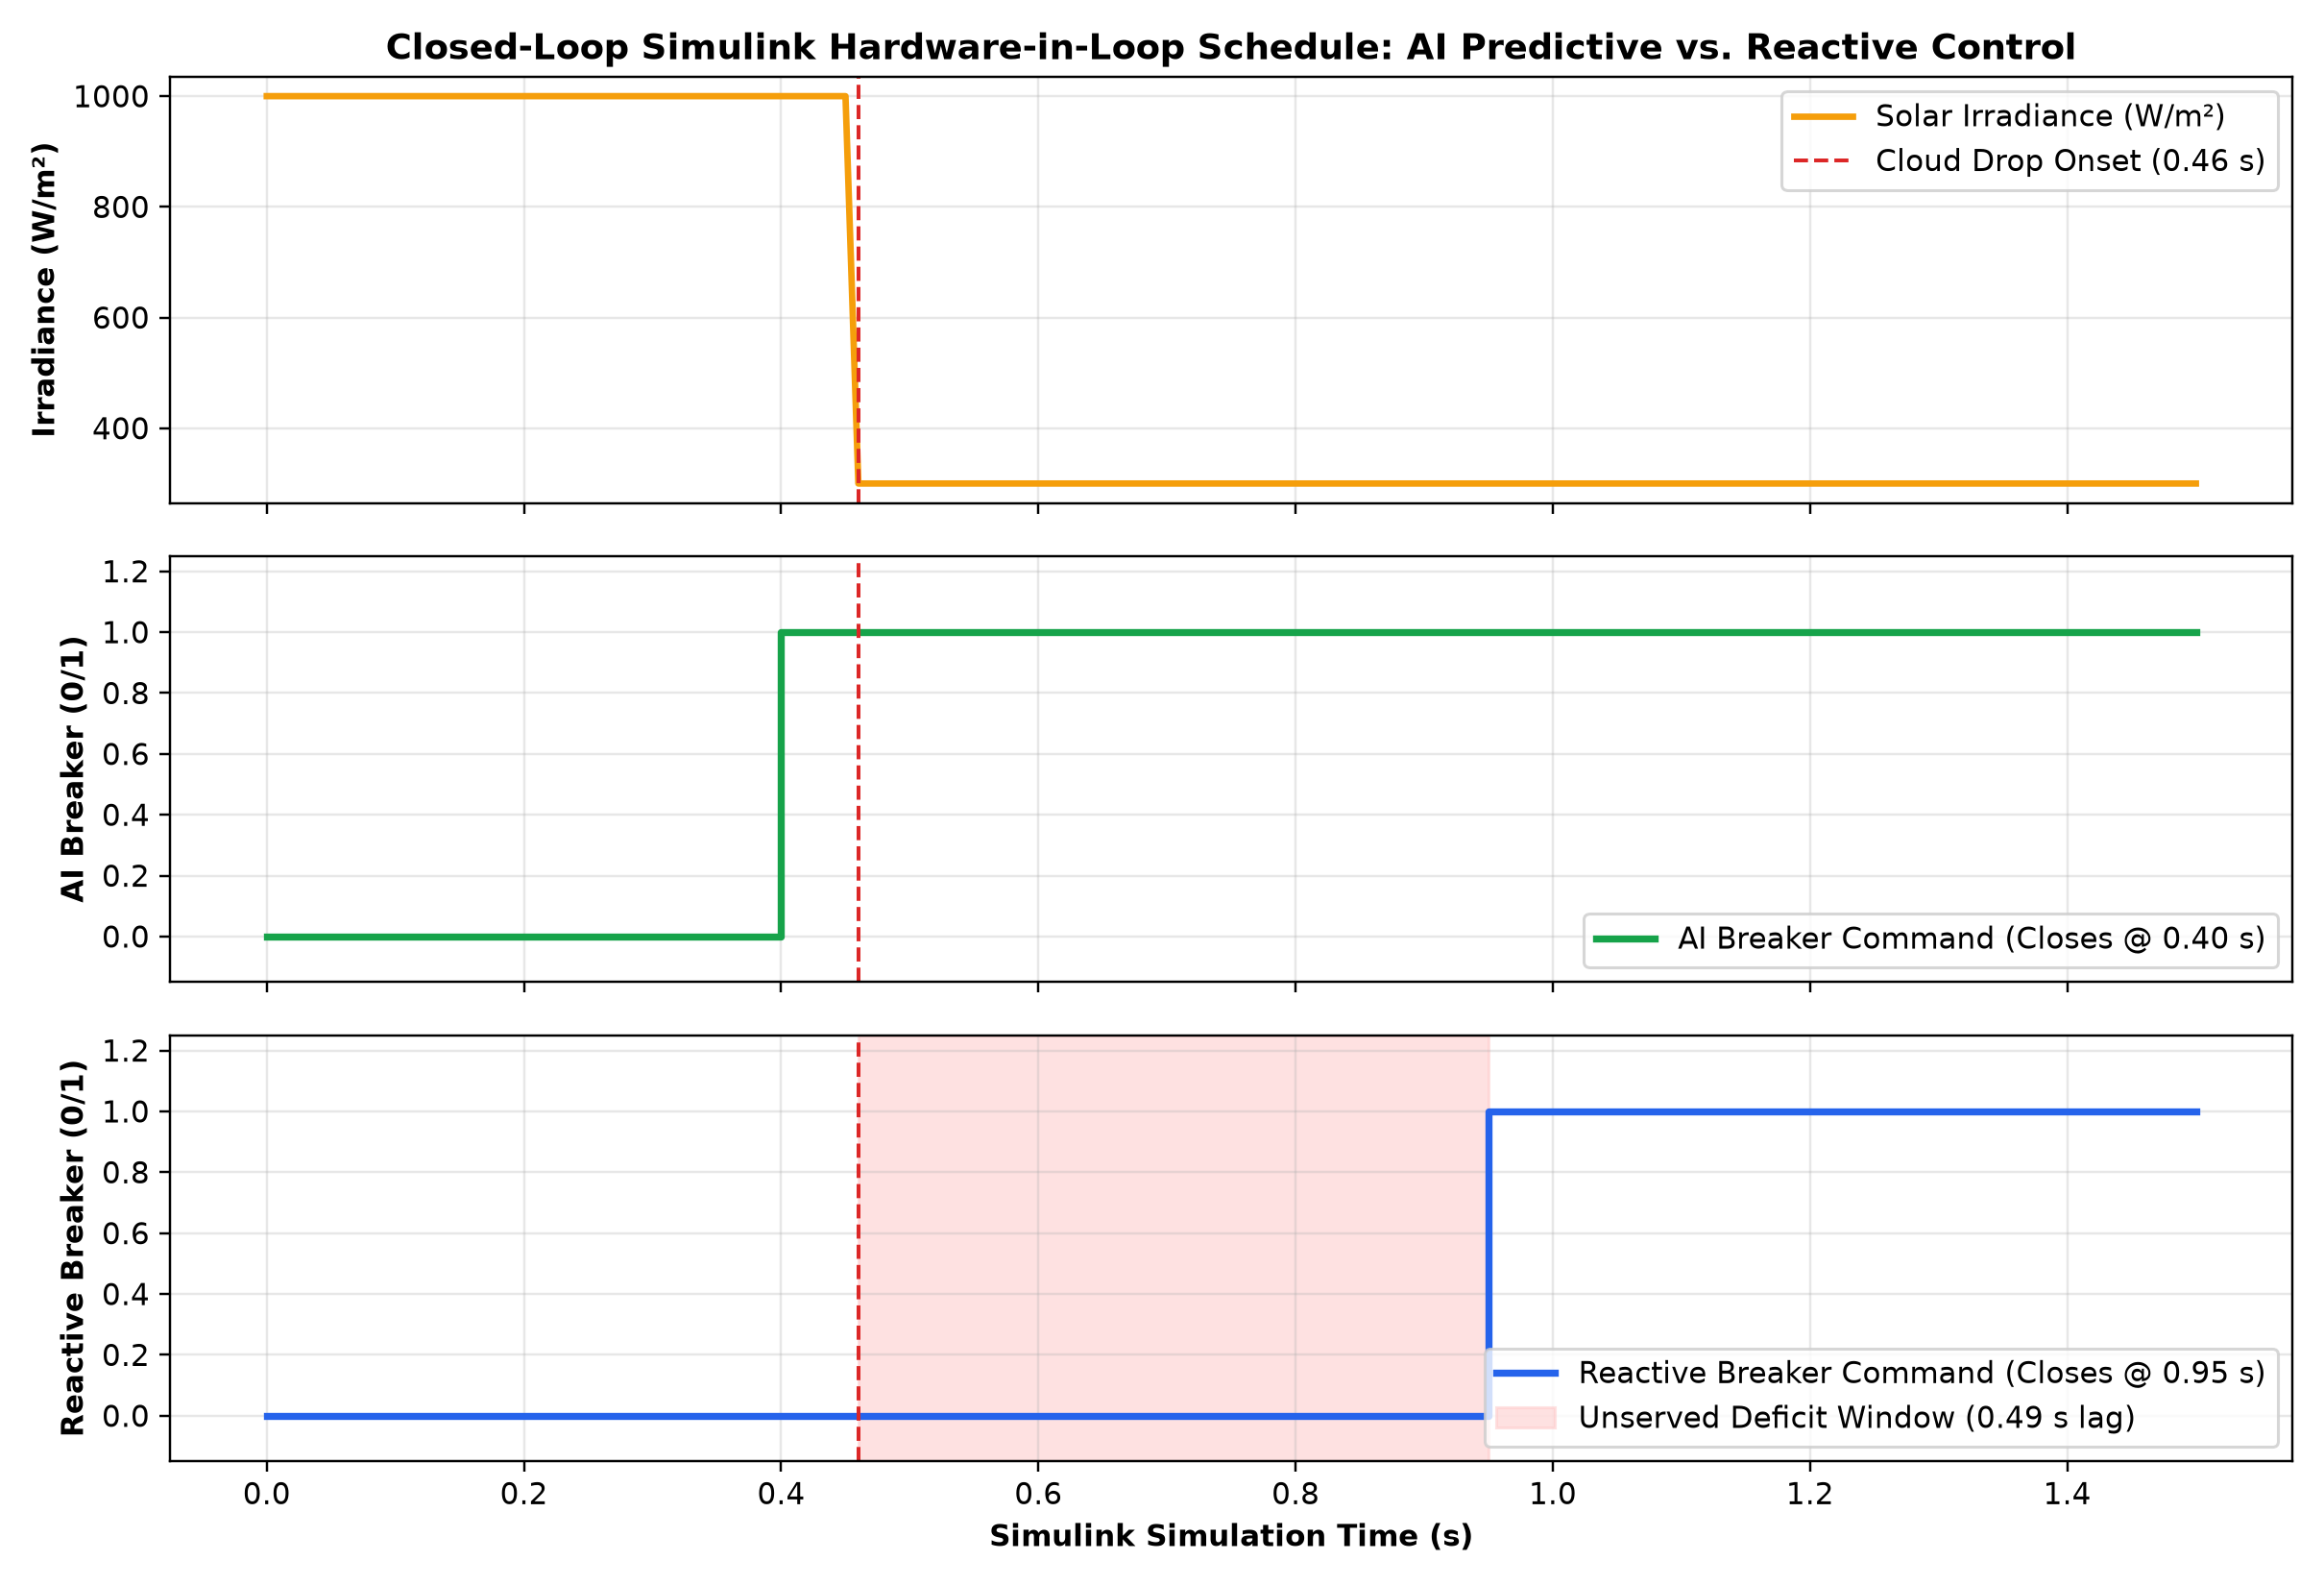 Closed-Loop Simulink Hardware-in-Loop Schedule: AI Predictive vs. Reactive Control
Irradiance (W/m²)
1000
800
600
400
Solar Irradiance (W/m²)
Cloud Drop Onset (0.46 s)
AI Breaker (0/1)
1.2
1.0
0.8
0.6
0.4
0.2
0.0
AI Breaker Command (Closes @ 0.40 s)
Reactive Breaker (0/1)
1.2
1.0
0.8
0.6
0.4
0.2
0.0
Reactive Breaker Command (Closes @ 0.95 s)
Unserved Deficit Window (0.49 s lag)
0.0 0.2 0.4 0.6 0.8 1.0 1.2 1.4
Simulink Simulation Time (s)